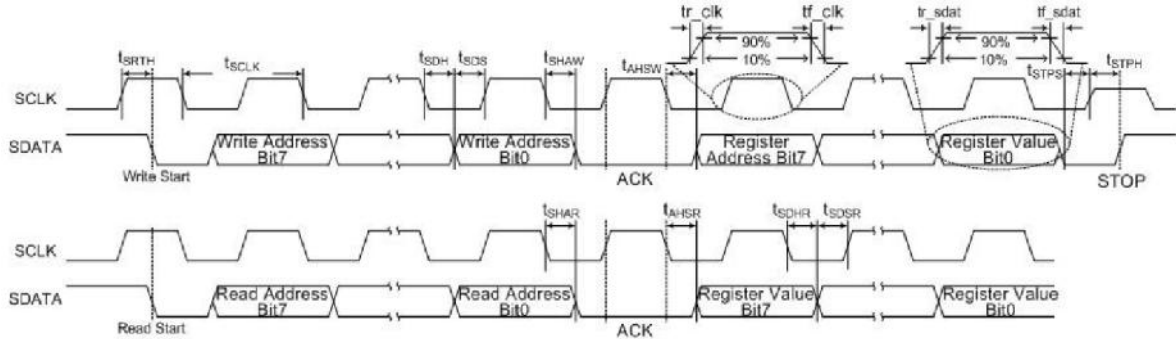 tr_clk tf_clk tr_sdat tf_sdat
90% 90%
10% 10%
tSRTH tSCLK tSDH tSDS tSHAW tAHSW tSTPS tSTPH
SCLK
SDATA Write Address Bit7 Write Address Bit0 Register Address Bit7 Register Value Bit0
Write Start ACK STOP
tSHAR tAHSR tSDHR tSDSR
SCLK
SDATA Read Address Bit7 Read Address Bit0 Register Value Bit7 Register Value Bit0
Read Start ACK